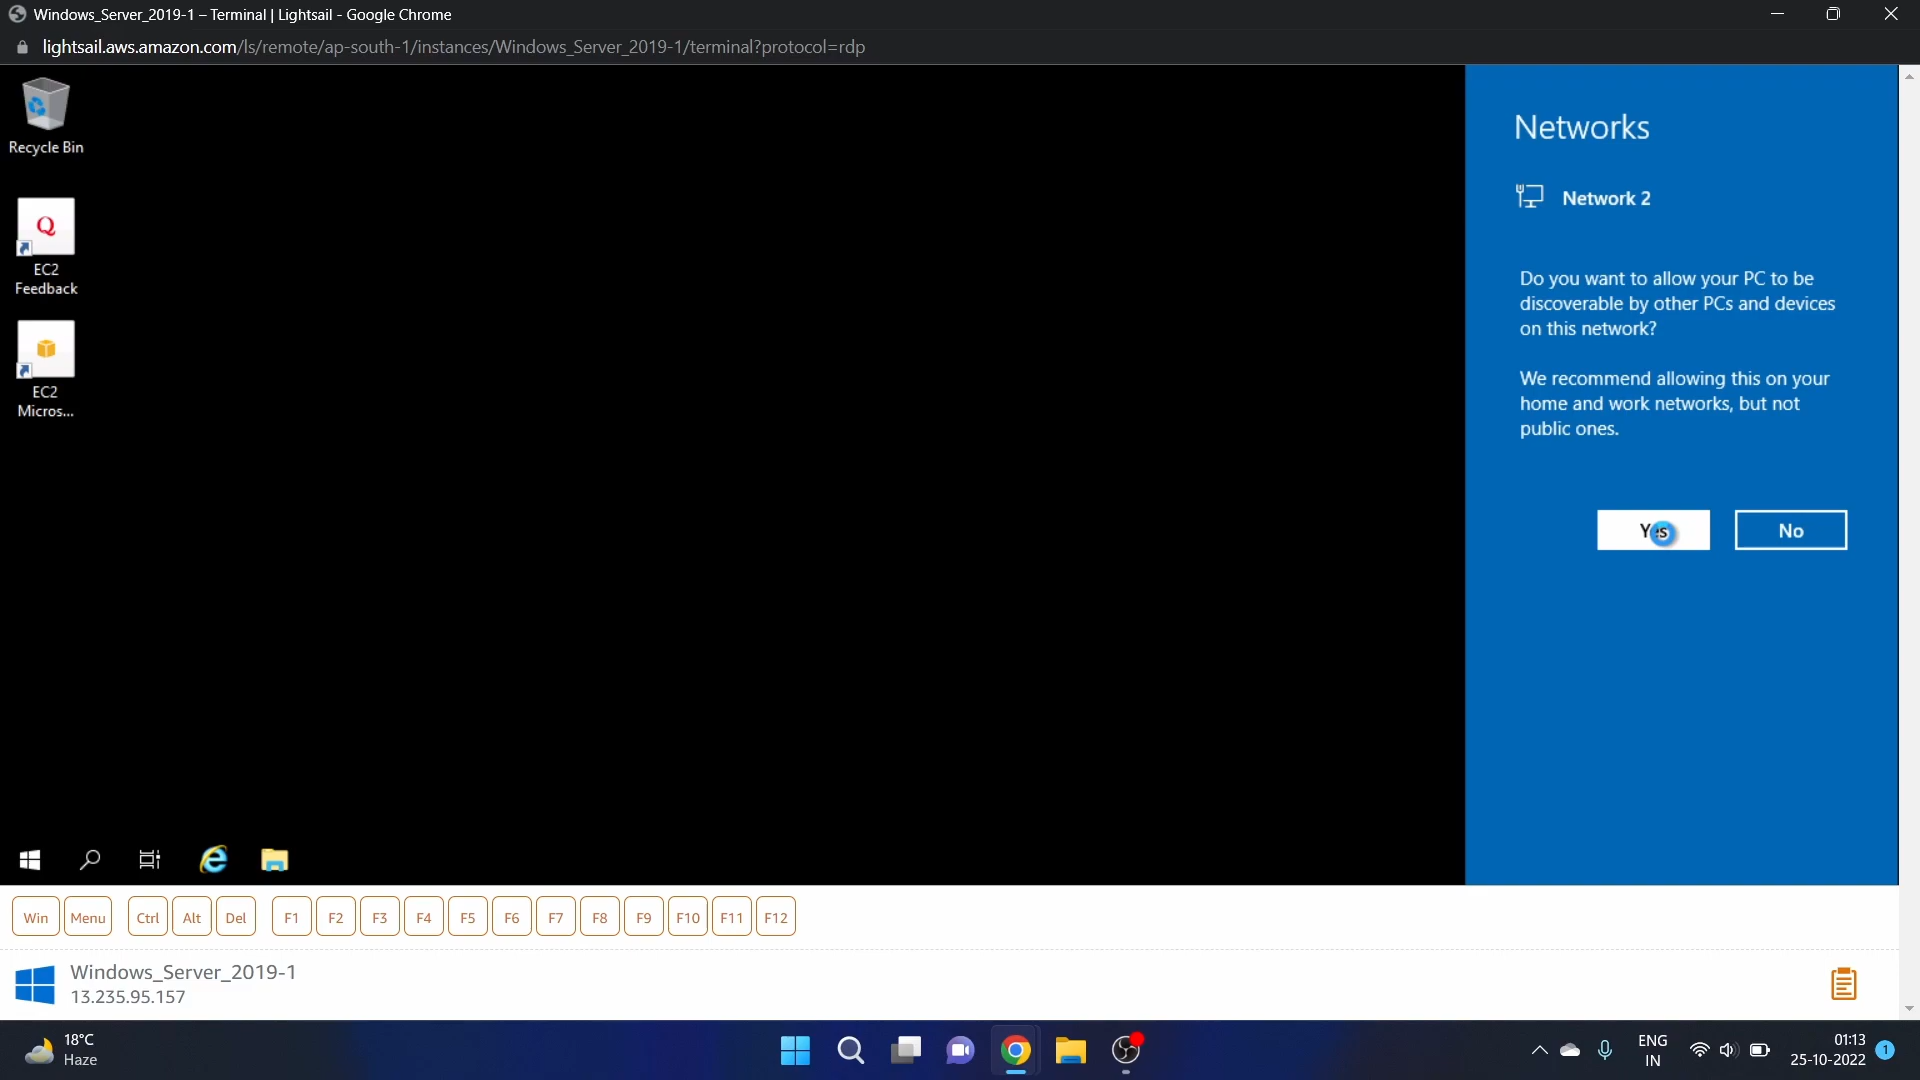 Windows_Server_2019-1 – Terminal | Lightsail - Google Chrome
lightsail.aws.amazon.com/ls/remote/ap-south-1/instances/Windows_Server_2019-1/terminal?protocol=rdp
Recycle Bin
Q
EC2
Feedback
EC2
Micros...
Networks
Network 2
Do you want to allow your PC to be
discoverable by other PCs and devices
on this network?
We recommend allowing this on your
home and work networks, but not
public ones.
Yes No
Win Menu Ctrl Alt Del F1 F2 F3 F4 F5 F6 F7 F8 F9 F10 F11 F12
Windows_Server_2019-1
13.235.95.157
18°C
Haze
ENG
IN
01:13
25-10-2022
1